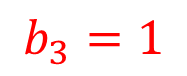 b₃ = 1